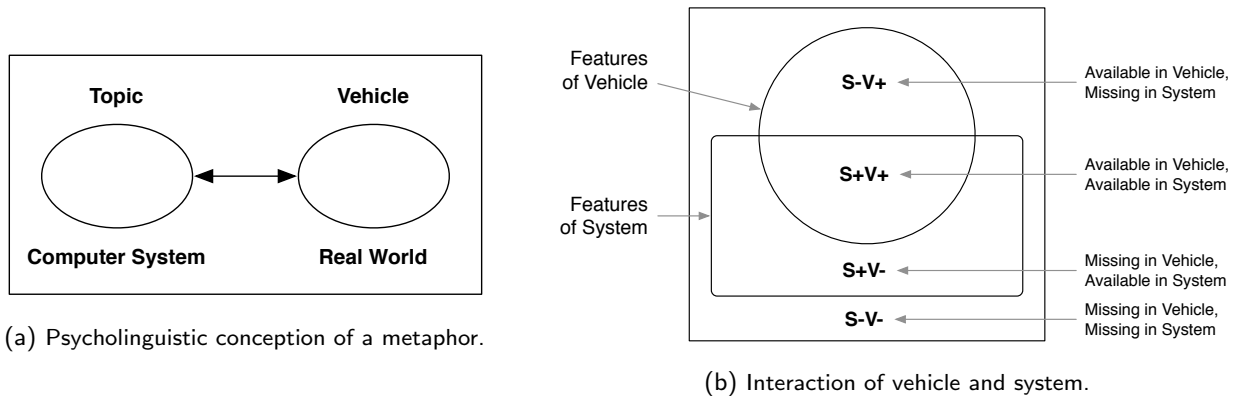 Topic
Vehicle
Computer System
Real World
(a) Psycholinguistic conception of a metaphor.
Features
of Vehicle
Features
of System
S-V+
S+V+
S+V-
S-V-
Available in Vehicle,
Missing in System
Available in Vehicle,
Available in System
Missing in Vehicle,
Available in System
Missing in Vehicle,
Missing in System
(b) Interaction of vehicle and system.